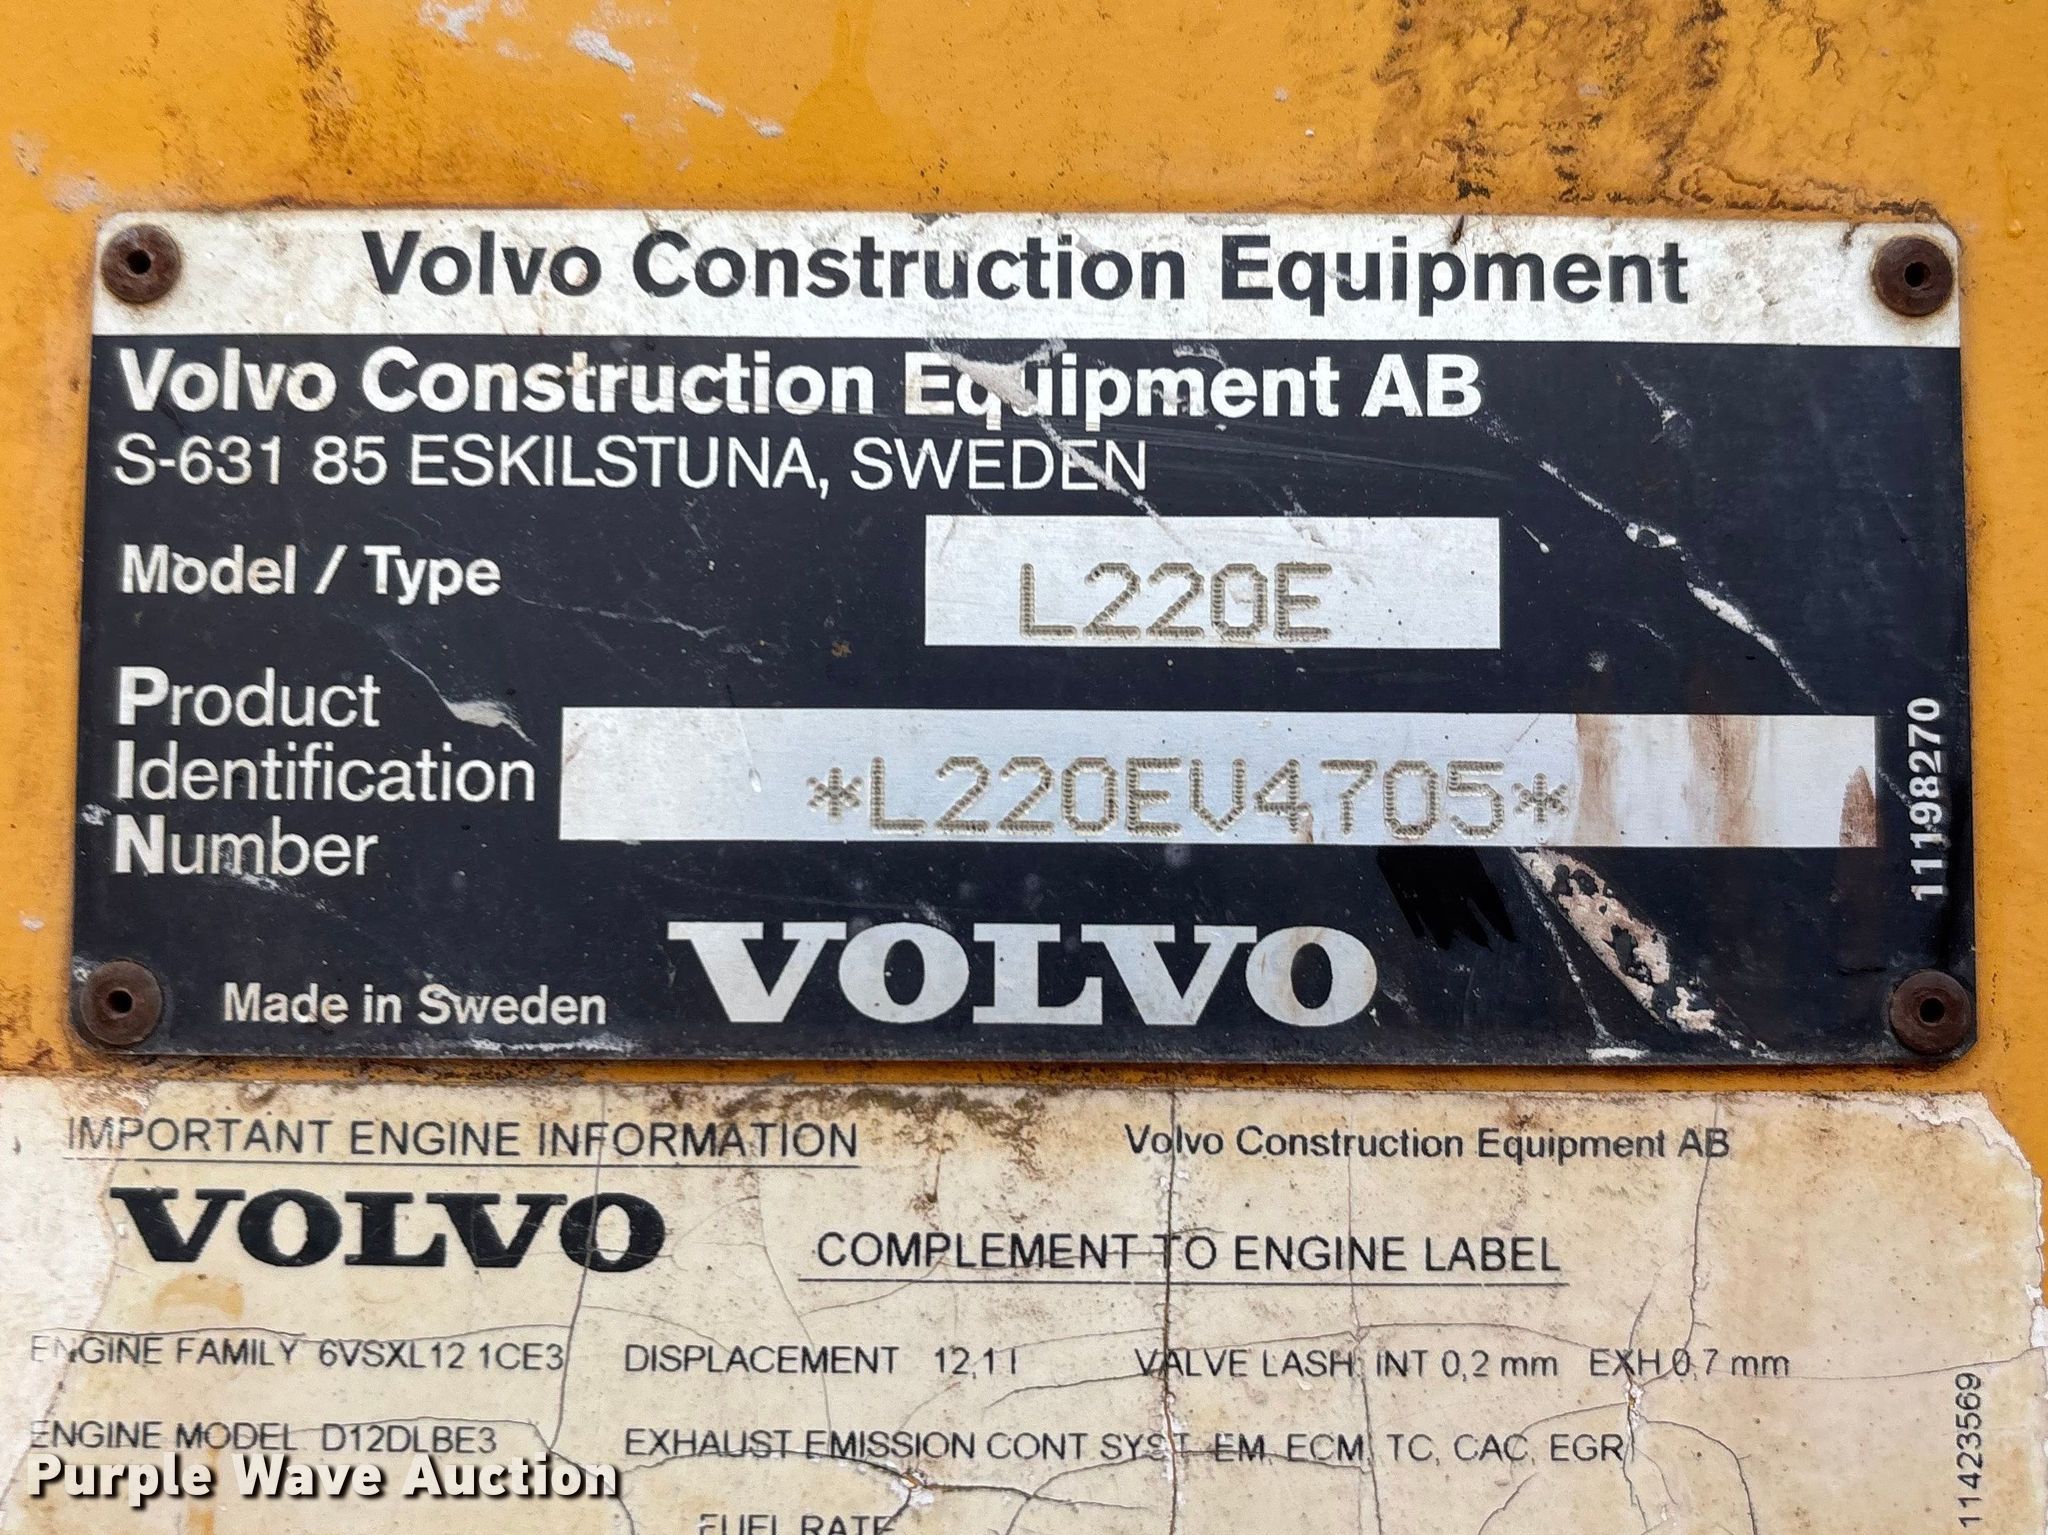 Volvo Construction Equipment
Volvo Construction Equipment AB
S-631 85 ESKILSTUNA, SWEDEN
Model / Type L220E
Product
Identification
Number
*L220EV4705*
11198270
Made in Sweden VOLVO
IMPORTANT ENGINE INFORMATION Volvo Construction Equipment AB
VOLVO COMPLEMENT TO ENGINE LABEL
ENGINE FAMILY 6VSXL12 1CE3 DISPLACEMENT 12,1 l VALVE LASH: INT 0,2 mm EXH 0,7 mm
ENGINE MODEL D12DLBE3 EXHAUST EMISSION CONT SYST. EM, ECM, TC, CAC, EGR
11423569
FUEL RATE
Purple Wave Auction